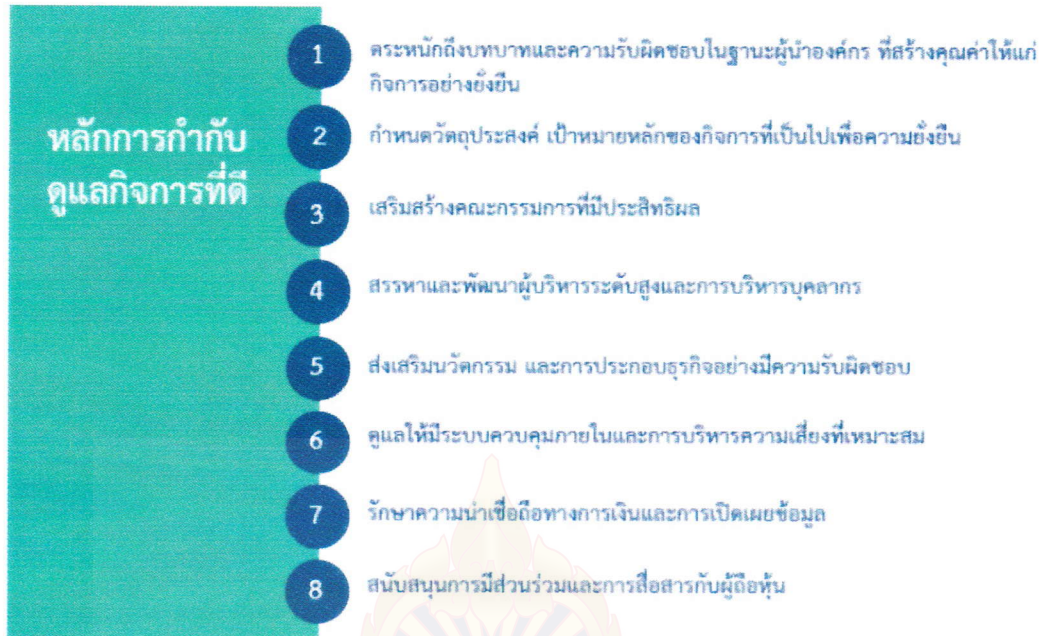 หลักการกำกับ
ดูแลกิจการที่ดี
1
ตระหนักถึงบทบาทและความรับผิดชอบในฐานะผู้นำองค์กร ที่สร้างคุณค่าให้แก่
กิจการอย่างยั่งยืน
2
กำหนดวัตถุประสงค์ เป้าหมายหลักของกิจการที่เป็นไปเพื่อความยั่งยืน
3
เสริมสร้างคณะกรรมการที่มีประสิทธิผล
4
สรรหาและพัฒนาผู้บริหารระดับสูงและการบริหารบุคลากร
5
ส่งเสริมนวัตกรรม และการประกอบธุรกิจอย่างมีความรับผิดชอบ
6
ดูแลให้มีระบบควบคุมภายในและการบริหารความเสี่ยงที่เหมาะสม
7
รักษาความน่าเชื่อถือทางการเงินและการเปิดเผยข้อมูล
8
สนับสนุนการมีส่วนร่วมและการสื่อสารกับผู้ถือหุ้น